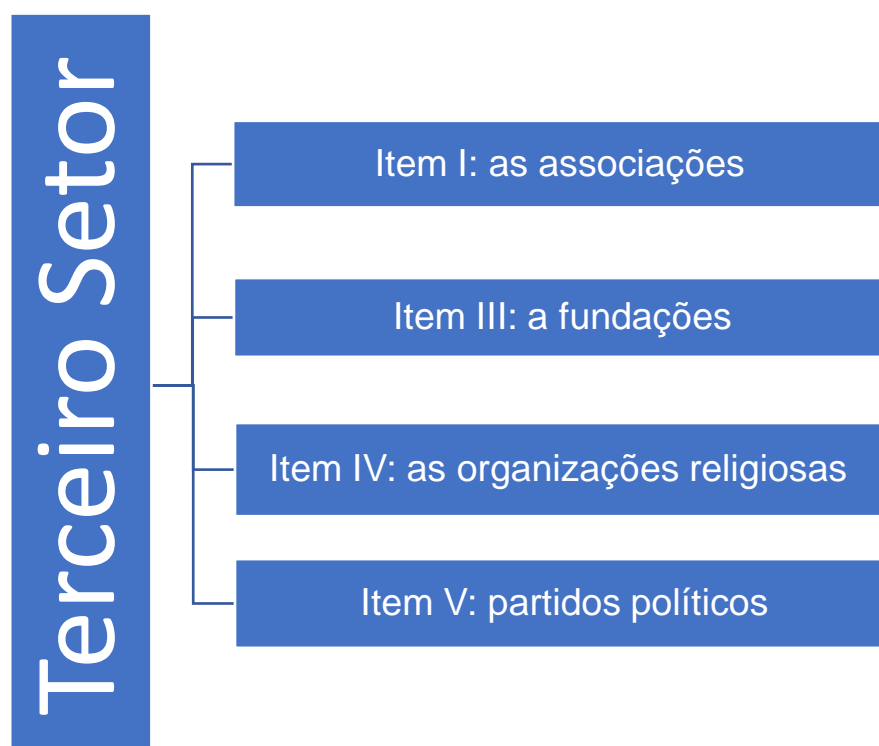 Terceiro Setor
Item I: as associações
Item III: a fundações
Item IV: as organizações religiosas
Item V: partidos políticos